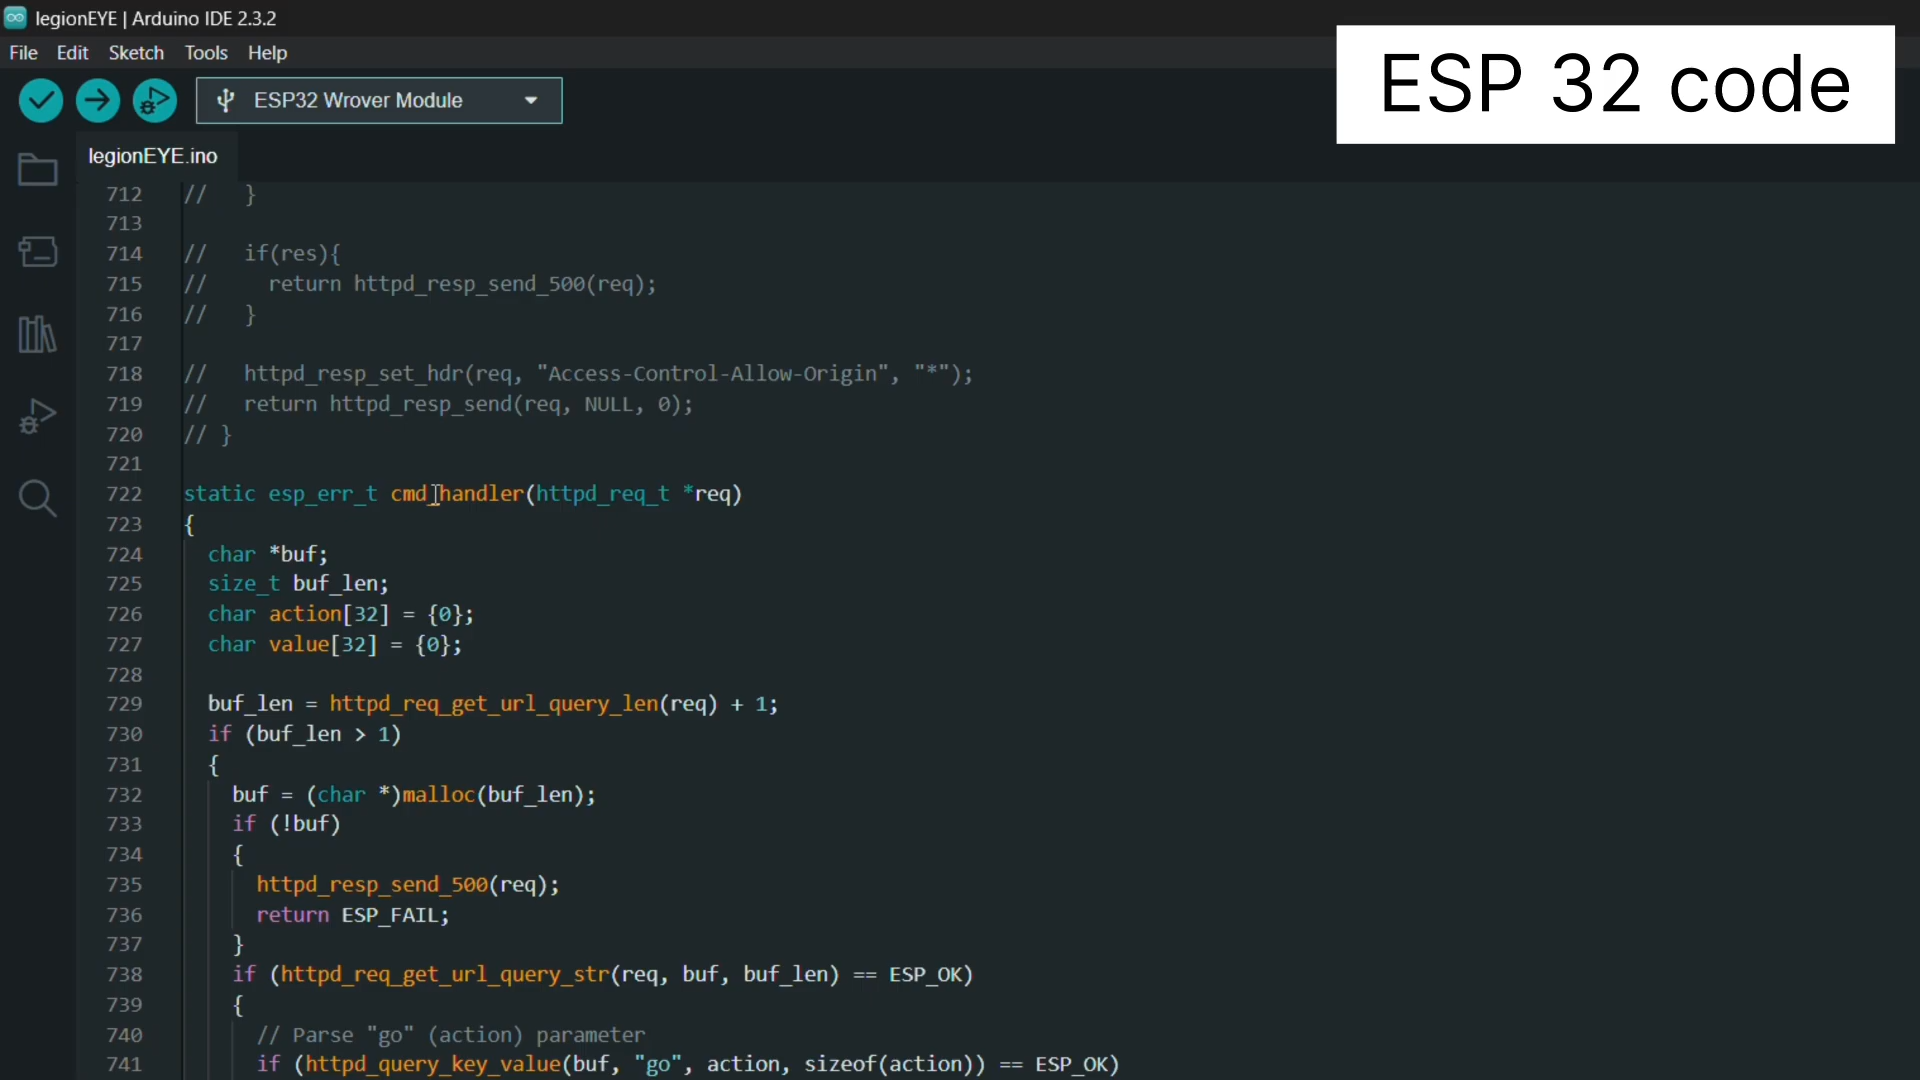 legionEYE | Arduino IDE 2.3.2
File Edit Sketch Tools Help
ESP 32 code
ESP32 Wrover Module
legionEYE.ino
712 //   }
713
714 //   if(res){
715 //     return httpd_resp_send_500(req);
716 //   }
717
718 //   httpd_resp_set_hdr(req, "Access-Control-Allow-Origin", "*");
719 //   return httpd_resp_send(req, NULL, 0);
720 // }
721
722 static esp_err_t cmd_handler(httpd_req_t *req)
723 {
724   char *buf;
725   size_t buf_len;
726   char action[32] = {0};
727   char value[32] = {0};
728
729   buf_len = httpd_req_get_url_query_len(req) + 1;
730   if (buf_len > 1)
731   {
732     buf = (char *)malloc(buf_len);
733     if (!buf)
734     {
735       httpd_resp_send_500(req);
736       return ESP_FAIL;
737     }
738     if (httpd_req_get_url_query_str(req, buf, buf_len) == ESP_OK)
739     {
740       // Parse "go" (action) parameter
741       if (httpd_query_key_value(buf, "go", action, sizeof(action)) == ESP_OK)